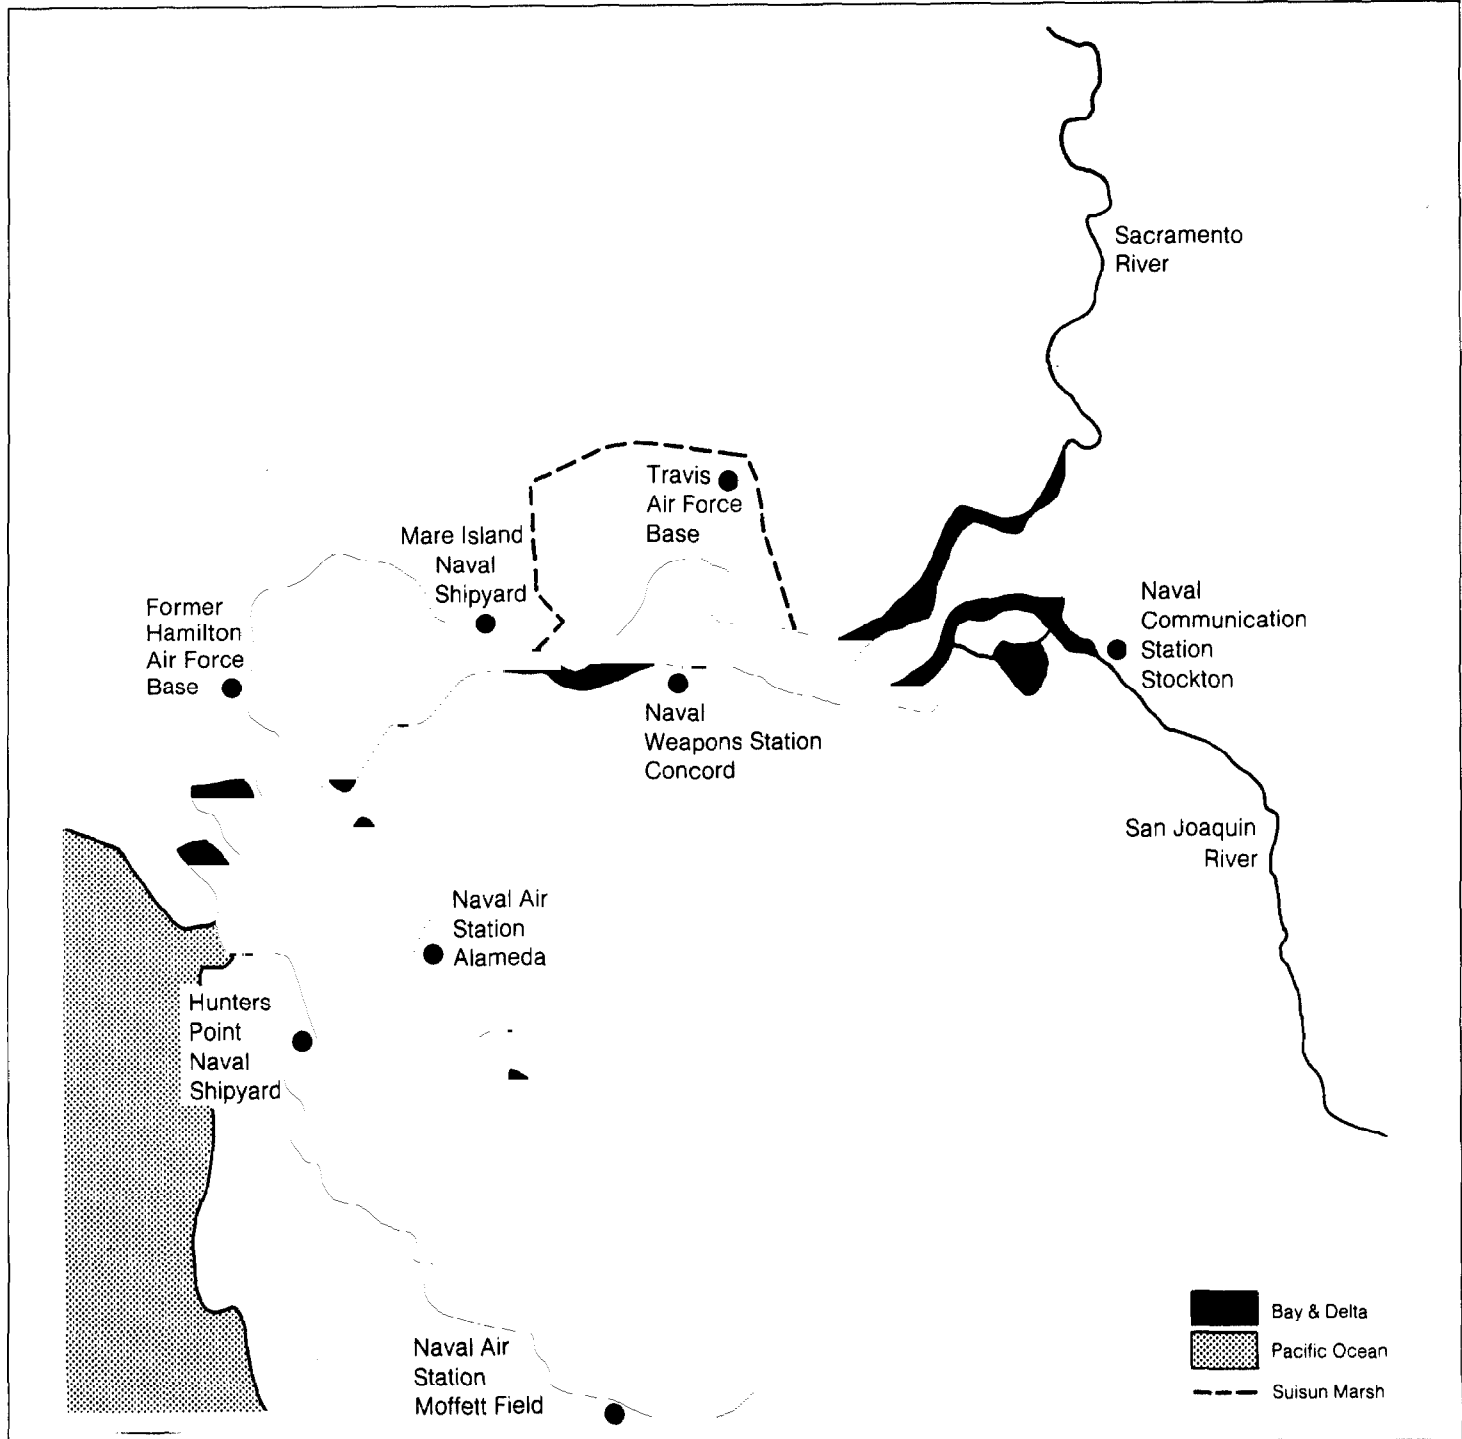 Sacramento
River
Travis
Air Force
Base
Mare Island
Naval
Shipyard
Former
Hamilton
Air Force
Base
Naval
Communication
Station
Stockton
Naval
Weapons Station
Concord
San Joaquin
River
Naval Air
Station
Alameda
Hunters
Point
Naval
Shipyard
Naval Air
Station
Moffett Field
Bay & Delta
Pacific Ocean
Suisun Marsh